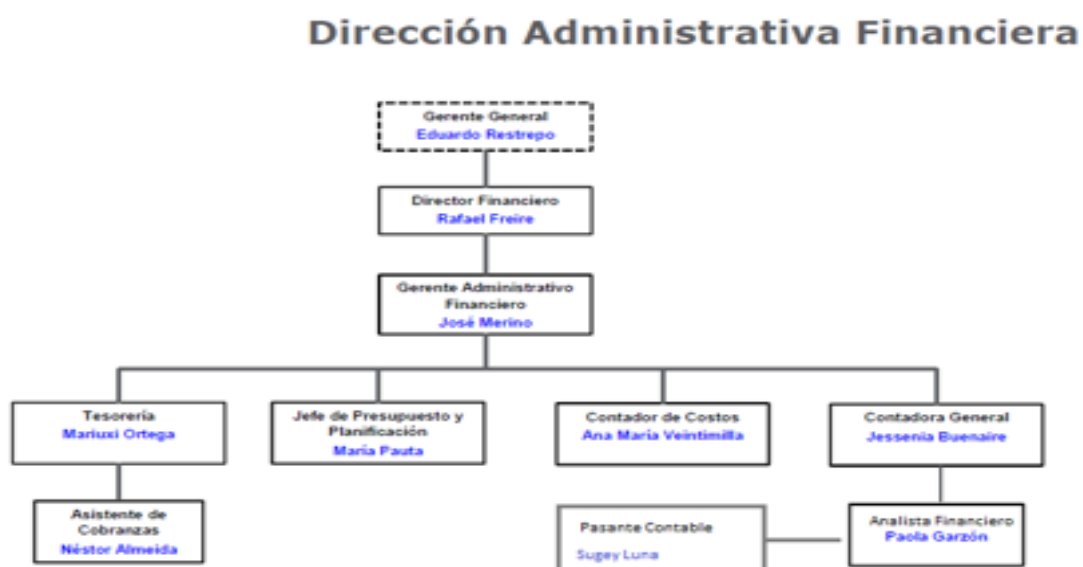 Dirección Administrativa Financiera
Gerente General
Eduardo Restrepo
Director Financiero
Rafael Freire
Gerente Administrativo
Financiero
José Merino
Tesorería
Mariuxi Ortega
Jefe de Presupuesto y
Planificación
María Pauta
Contador de Costos
Ana María Veintimilla
Contadora General
Jessenia Buenaire
Asistente de
Cobranzas
Néstor Almeida
Pasante Contable
Sugey Luna
Analista Financiero
Paola Garzón